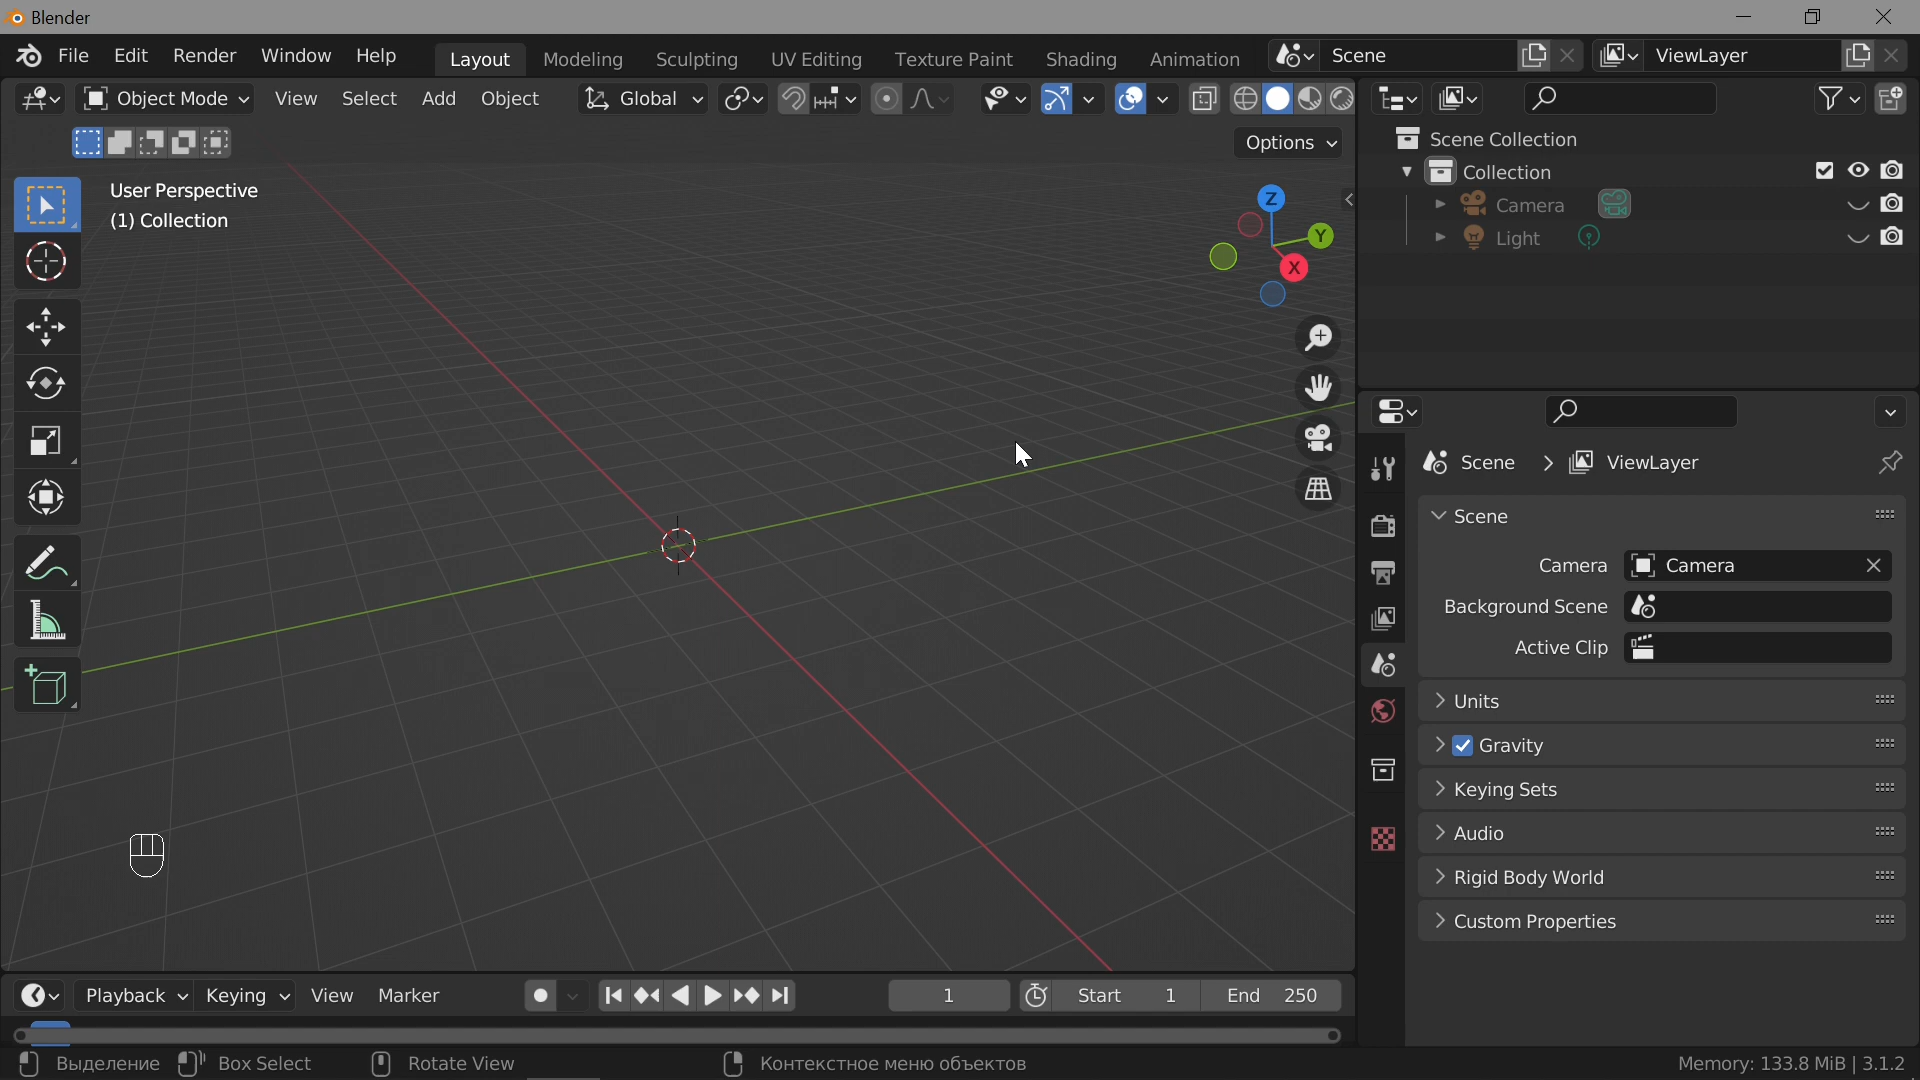 Blender
File Edit Render Window Help Layout Modeling Sculpting UV Editing Texture Paint Shading Animation Scene ViewLayer
Object Mode View Select Add Object Global
Options
User Perspective
(1) Collection
Z
Y
X
Scene Collection
Collection
Camera
Light
Scene ViewLayer
Scene
Camera Camera
Background Scene
Active Clip
Units
Gravity
Keying Sets
Audio
Rigid Body World
Custom Properties
Playback Keying View Marker 1 Start 1 End 250
Выделение Box Select Rotate View Контекстное меню объектов Memory: 133.8 MiB | 3.1.2